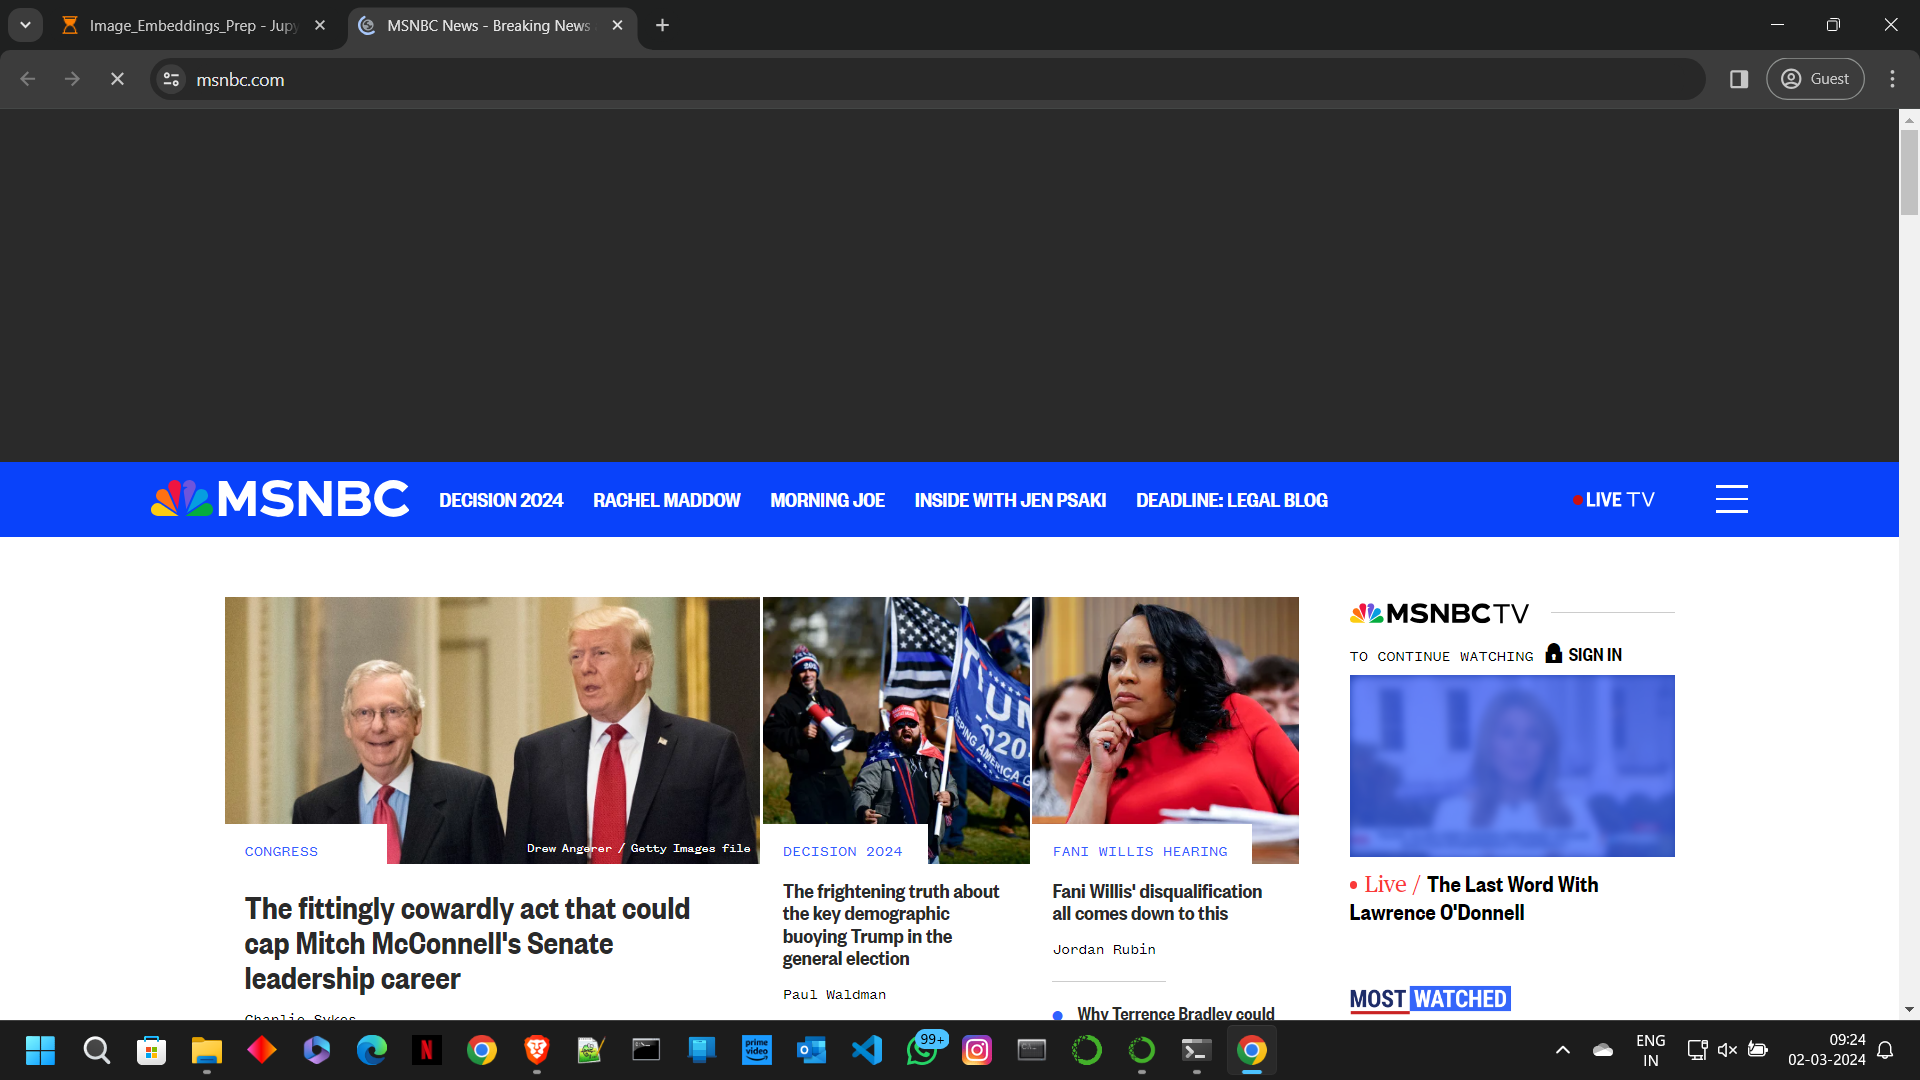 Image_Embeddings_Prep - Jupy
MSNBC News - Breaking News
msnbc.com
Guest
MSNBC
DECISION 2024
RACHEL MADDOW
MORNING JOE
INSIDE WITH JEN PSAKI
DEADLINE: LEGAL BLOG
LIVE TV
Drew Angerer / Getty Images file
CONGRESS
The fittingly cowardly act that could
cap Mitch McConnell's Senate
leadership career
Charlie Sykes
DECISION 2024
The frightening truth about
the key demographic
buoying Trump in the
general election
Paul Waldman
FANI WILLIS HEARING
Fani Willis' disqualification
all comes down to this
Jordan Rubin
Why Terrence Bradley could
MSNBC TV
TO CONTINUE WATCHING SIGN IN
• Live / The Last Word With
Lawrence O'Donnell
MOST WATCHED
prime
video
99+
ENG
IN
09:24
02-03-2024